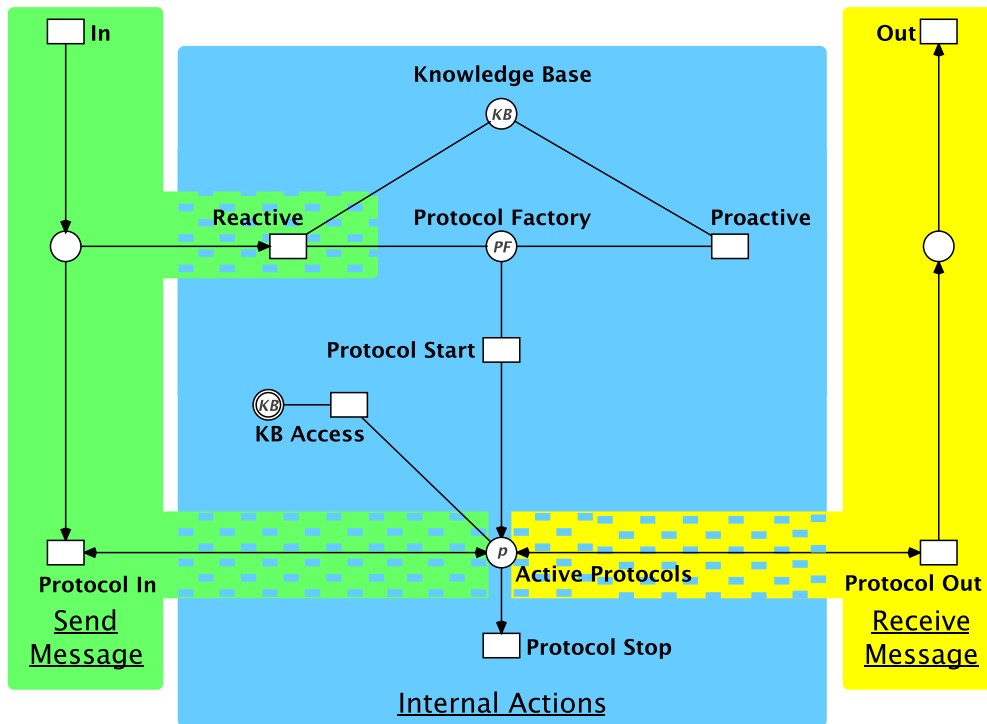 In
Out
Knowledge Base
KB
Reactive
Protocol Factory
Proactive
PF
Protocol Start
KB
KB Access
p
Active Protocols
Protocol In
Protocol Out
Send
Message
Receive
Message
Protocol Stop
Internal Actions